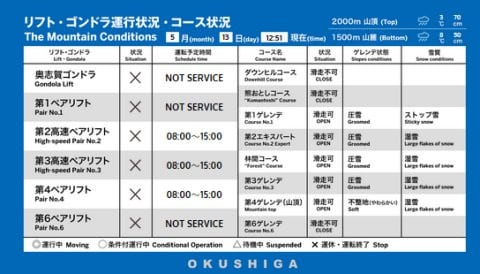 リフト・ゴンドラ運行状況・コース状況
The Mountain Conditions 5 月(month) 13 日(day) 12:51 現在(time)
2000m 山頂 (Top) 3℃ 70cm
1500m 山麓 (Bottom) 0℃ 50cm
リフト・ゴンドラ Lift・Gondola
状況 Situation
運転予定時間 Schedule time
コース名 Course name
状況 Situation
ゲレンデ状態 Slopes conditions
雪質 Snow conditions
奥志賀ゴンドラ Gondola Lift × NOT SERVICE
第1ペアリフト Pair No.1 × NOT SERVICE
第2高速ペアリフト High-speed Pair No.2 × 08:00〜15:00
第3高速ペアリフト High-speed Pair No.3 × 08:00〜15:00
第4ペアリフト Pair No.4 × 08:00〜15:00
第6ペアリフト Pair No.6 × NOT SERVICE
ダウンヒルコース Downhill Course 滑走不可 CLOSE
熊おとしコース "Kumaotoshi" Course 滑走不可 CLOSE
第1ゲレンデ Course No.1 滑走可 OPEN 圧雪 Groomed ストップ雪 Sticky snow
第2エキスパート Course No.2 Expert 滑走可 OPEN 圧雪 Groomed 湿雪 Large flakes of snow
林間コース "Forest" Course 滑走可 OPEN 圧雪 Groomed 湿雪 Large flakes of snow
第3ゲレンデ Course No.3 滑走可 OPEN 圧雪 Groomed 湿雪 Large flakes of snow
第4ゲレンデ(山頂) Mountain top 滑走可 OPEN 不整地(やわらかい) Soft 湿雪 Large flakes of snow
第6ゲレンデ Course No.6 滑走可 OPEN 圧雪 Groomed 湿雪 Large flakes of snow
◎運行中 Moving ○条件付運行中 Conditional Operation △待機中 Suspended × 運休・運転終了 Stop
OKUSHIGA